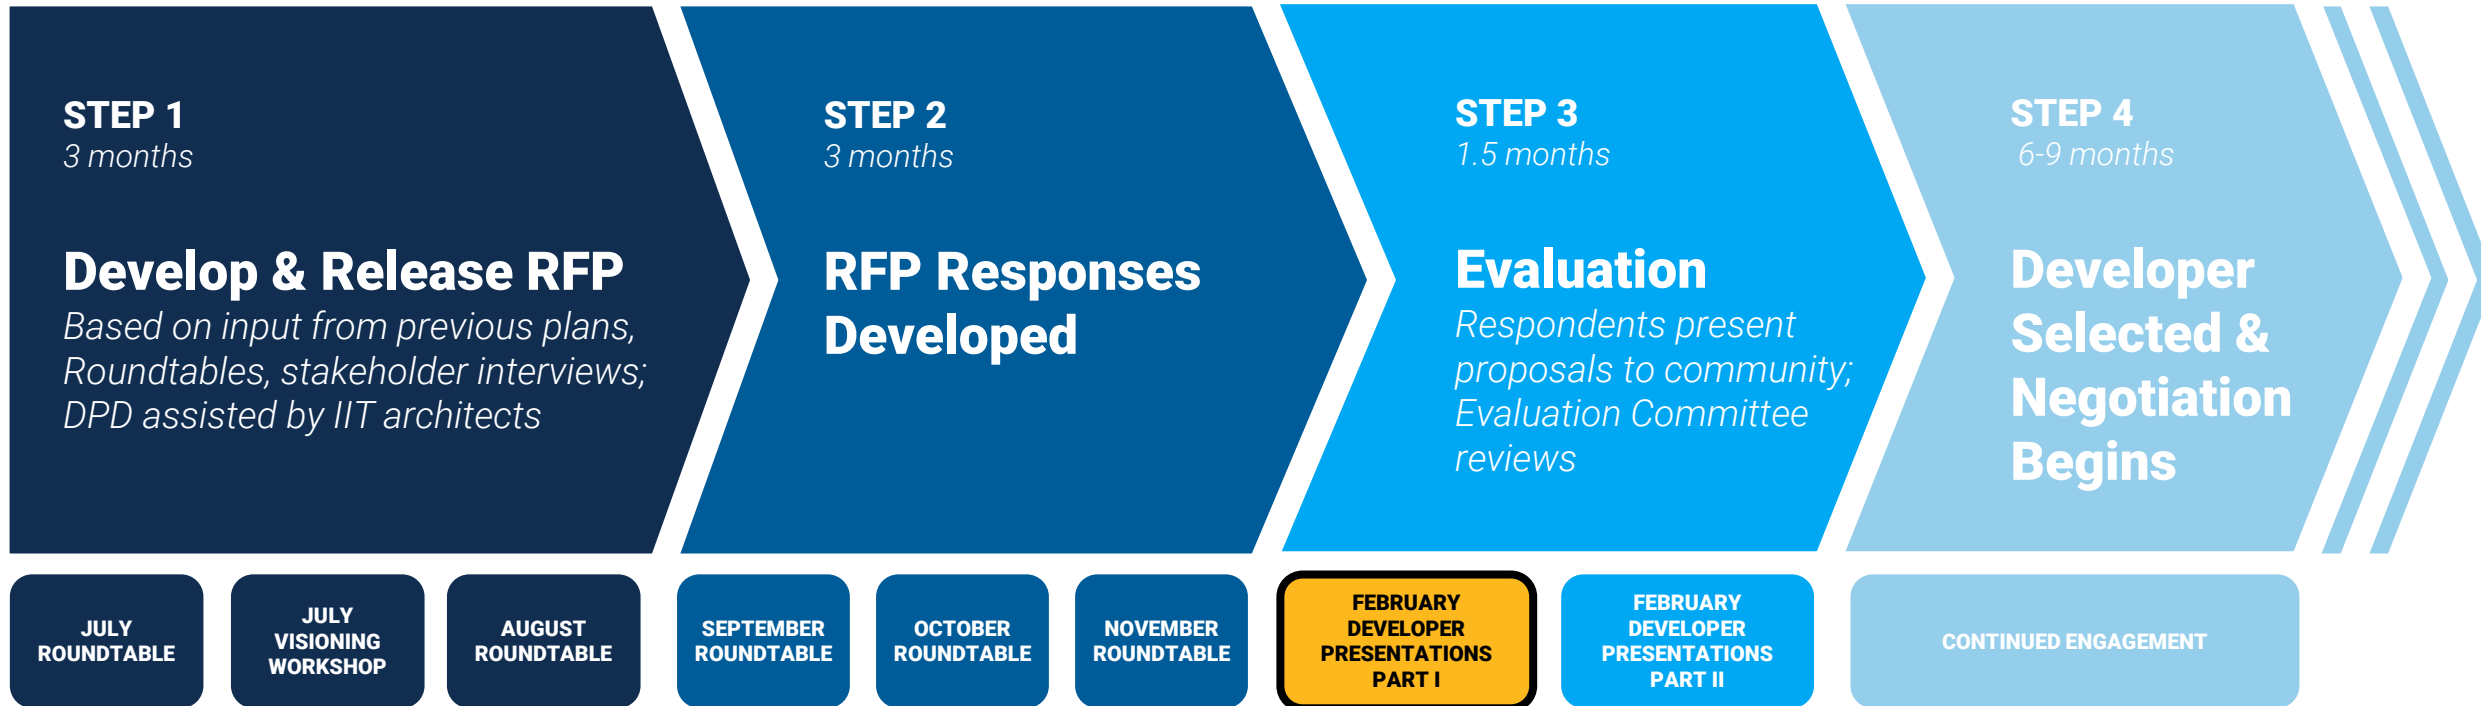 STEP 1
3 months
Develop & Release RFP
Based on input from previous plans,
Roundtables, stakeholder interviews;
DPD assisted by IIT architects
STEP 2
3 months
RFP Responses
Developed
STEP 3
1.5 months
Evaluation
Respondents present
proposals to community;
Evaluation Committee
reviews
STEP 4
6-9 months
Developer
Selected &
Negotiation
Begins
JULY
ROUNDTABLE
JULY
VISIONING
WORKSHOP
AUGUST
ROUNDTABLE
SEPTEMBER
ROUNDTABLE
OCTOBER
ROUNDTABLE
NOVEMBER
ROUNDTABLE
FEBRUARY
DEVELOPER
PRESENTATIONS
PART I
FEBRUARY
DEVELOPER
PRESENTATIONS
PART II
CONTINUED ENGAGEMENT